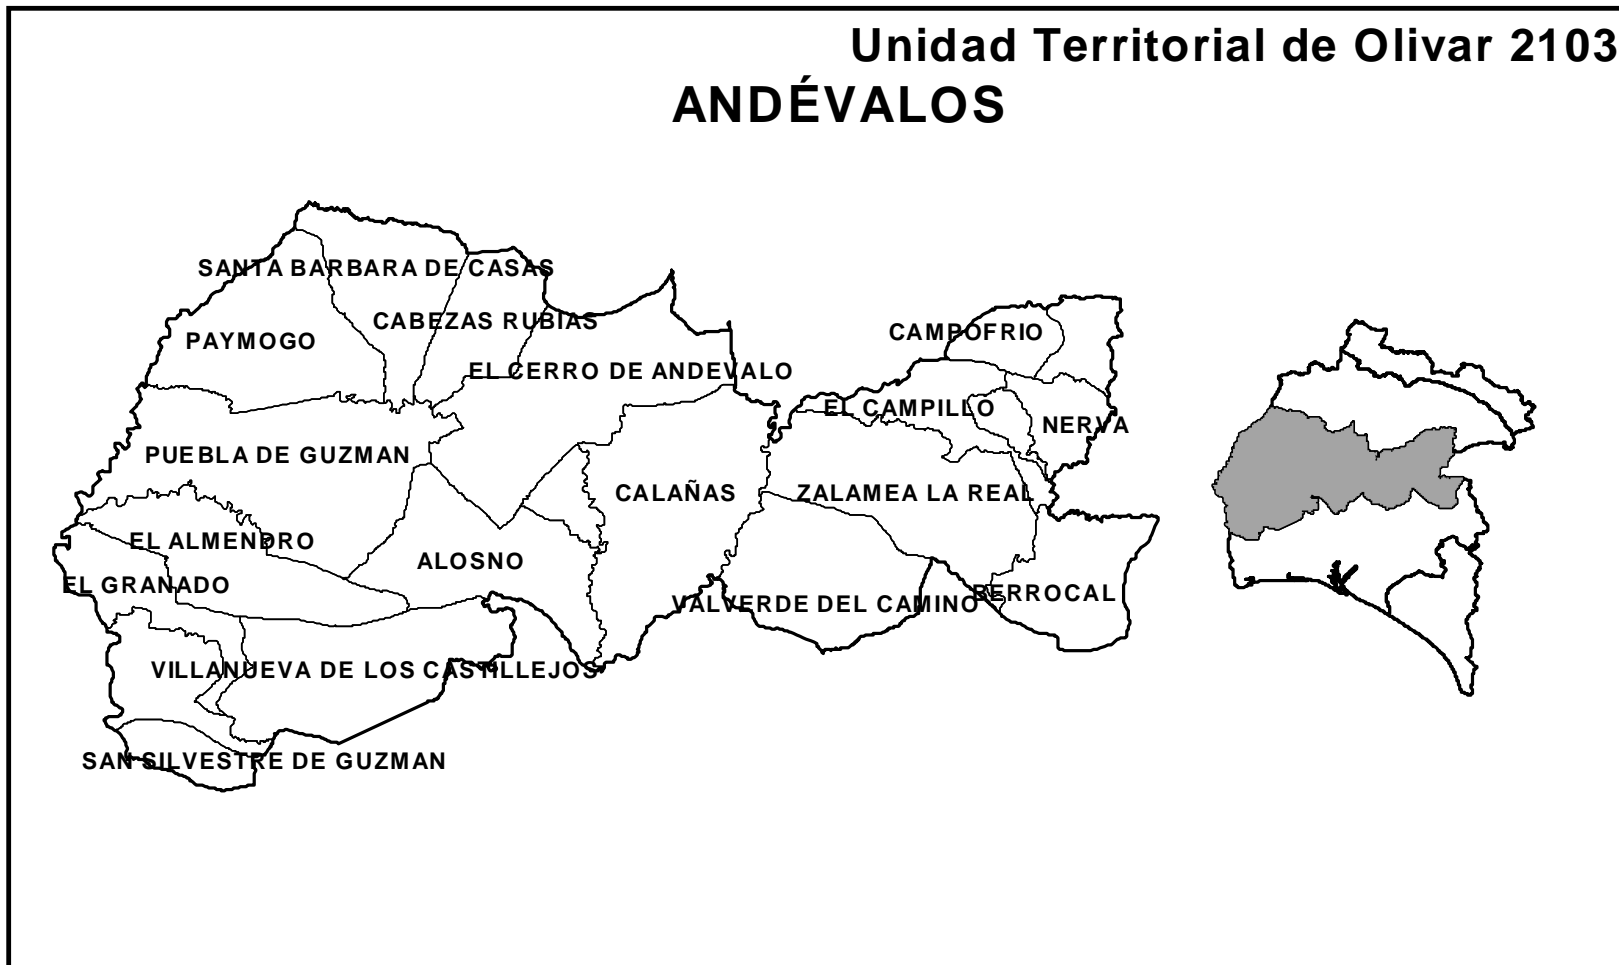 Unidad Territorial de Olivar 2103
ANDÉVALOS
SANTA BARBARA DE CASAS
CABEZAS RUBIAS
PAYMOGO
CAMPOFRIO
EL CERRO DE ANDEVALO
EL CAMPILLO
NERVA
PUEBLA DE GUZMAN
CALAÑAS
ZALAMEA LA REAL
EL ALMENDRO
ALOSNO
EL GRANADO
BERROCAL
VALVERDE DEL CAMINO
VILLANUEVA DE LOS CASTILLEJOS
SAN SILVESTRE DE GUZMAN